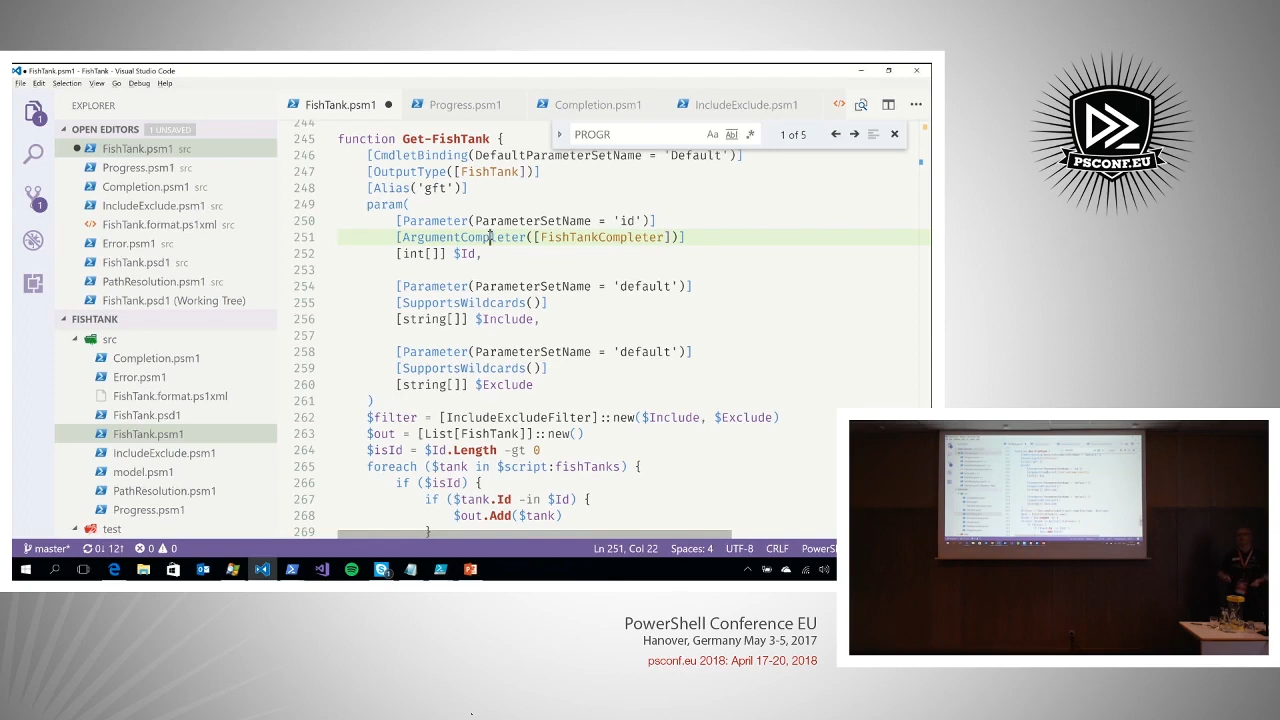 FishTank.psm1 - FishTank - Visual Studio Code
File Edit Selection View Go Debug Help
EXPLORER
FishTank.psm1 Progress.psm1 Completion.psm1 IncludeExclude.psm1
OPEN EDITORS 1 UNSAVED
FishTank.psm1 src
Progress.psm1 src
Completion.psm1 src
IncludeExclude.psm1 src
FishTank.format.ps1xml src
Error.psm1 src
FishTank.psd1 src
PathResolution.psm1 src
FishTank.psd1 (Working Tree)
FISHTANK
src
Completion.psm1
Error.psm1
FishTank.format.ps1xml
FishTank.psd1
FishTank.psm1
IncludeExclude.psm1
model.psm1
PathResolution.psm1
Progress.psm1
test
PROGR Aa Abl .* 1 of 5
244
245 function Get-FishTank {
246 [CmdletBinding(DefaultParameterSetName = 'Default')]
247 [OutputType([FishTank])]
248 [Alias('gft')]
249 param(
250 [Parameter(ParameterSetName = 'id')]
251 [ArgumentCompleter([FishTankCompleter])]
252 [int[]] $Id,
253
254 [Parameter(ParameterSetName = 'default')]
255 [SupportsWildcards()]
256 [string[]] $Include,
257
258 [Parameter(ParameterSetName = 'default')]
259 [SupportsWildcards()]
260 [string[]] $Exclude
261 )
262 $filter = [IncludeExcludeFilter]::new($Include, $Exclude)
263 $out = [List[FishTank]]::new()
264 $isId = $Id.Length -gt 0
265 foreach ($tank in $script:fishTanks) {
266 if ($isId) {
267 if ($tank.Id -in $Id) {
268 $out.Add($tank)
269 }
master* 0↓ 12↑ 0 0 Ln 251, Col 22 Spaces: 4 UTF-8 CRLF PowerS
PSCONF.EU
PowerShell Conference EU
Hanover, Germany May 3-5, 2017
psconf.eu 2018: April 17-20, 2018